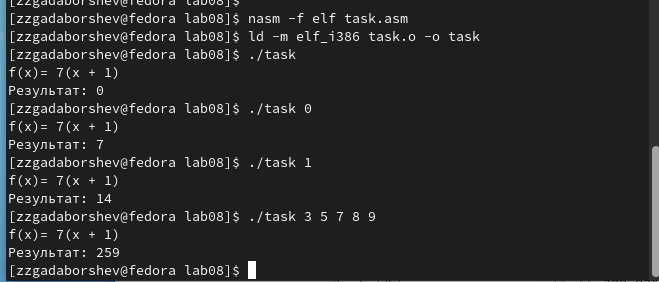 [zzgadaborshev@fedora lab08]$
[zzgadaborshev@fedora lab08]$ nasm -f elf task.asm
[zzgadaborshev@fedora lab08]$ ld -m elf_i386 task.o -o task
[zzgadaborshev@fedora lab08]$ ./task
f(x)= 7(x + 1)
Результат: 0
[zzgadaborshev@fedora lab08]$ ./task 0
f(x)= 7(x + 1)
Результат: 7
[zzgadaborshev@fedora lab08]$ ./task 1
f(x)= 7(x + 1)
Результат: 14
[zzgadaborshev@fedora lab08]$ ./task 3 5 7 8 9
f(x)= 7(x + 1)
Результат: 259
[zzgadaborshev@fedora lab08]$